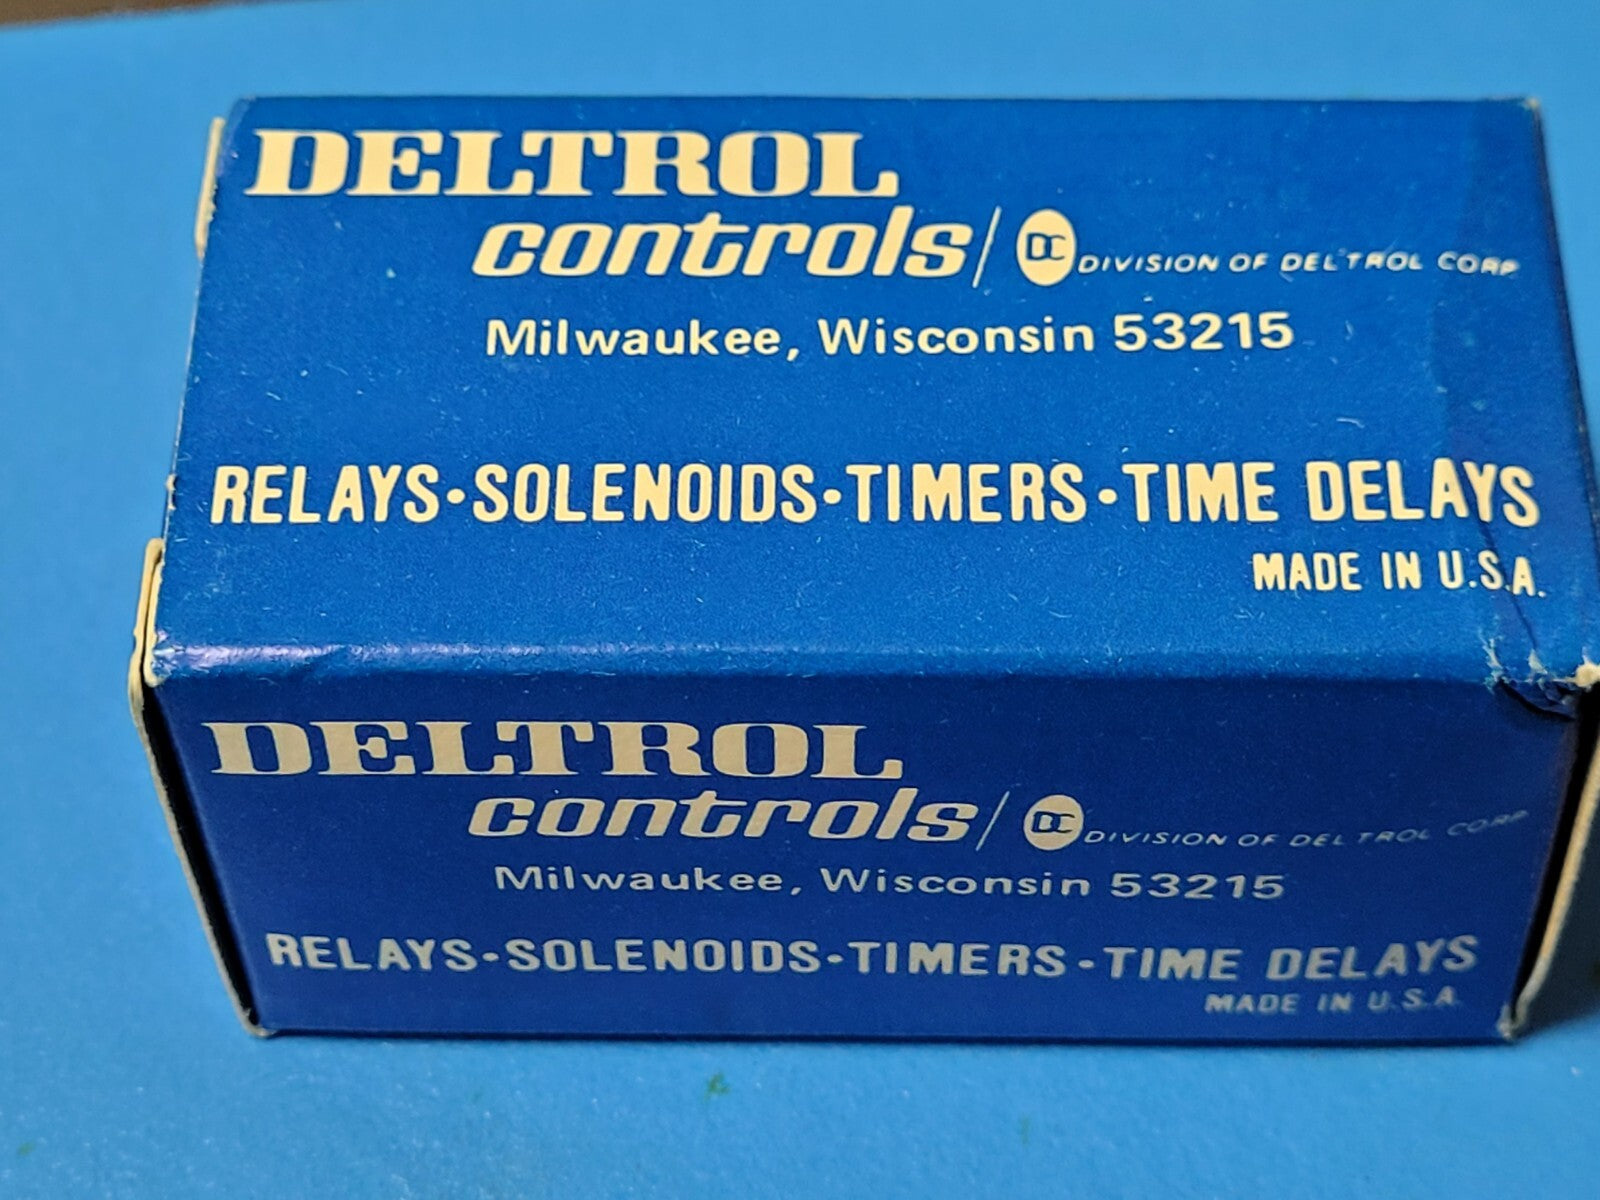 DELTROL
controls/ DC DIVISION OF DELTROL CORP
Milwaukee, Wisconsin 53215
RELAYS•SOLENOIDS•TIMERS•TIME DELAYS
MADE IN U.S.A.
DELTROL
controls/ DC DIVISION OF DELTROL CORP
Milwaukee, Wisconsin 53215
RELAYS•SOLENOIDS•TIMERS•TIME DELAYS
MADE IN U.S.A.